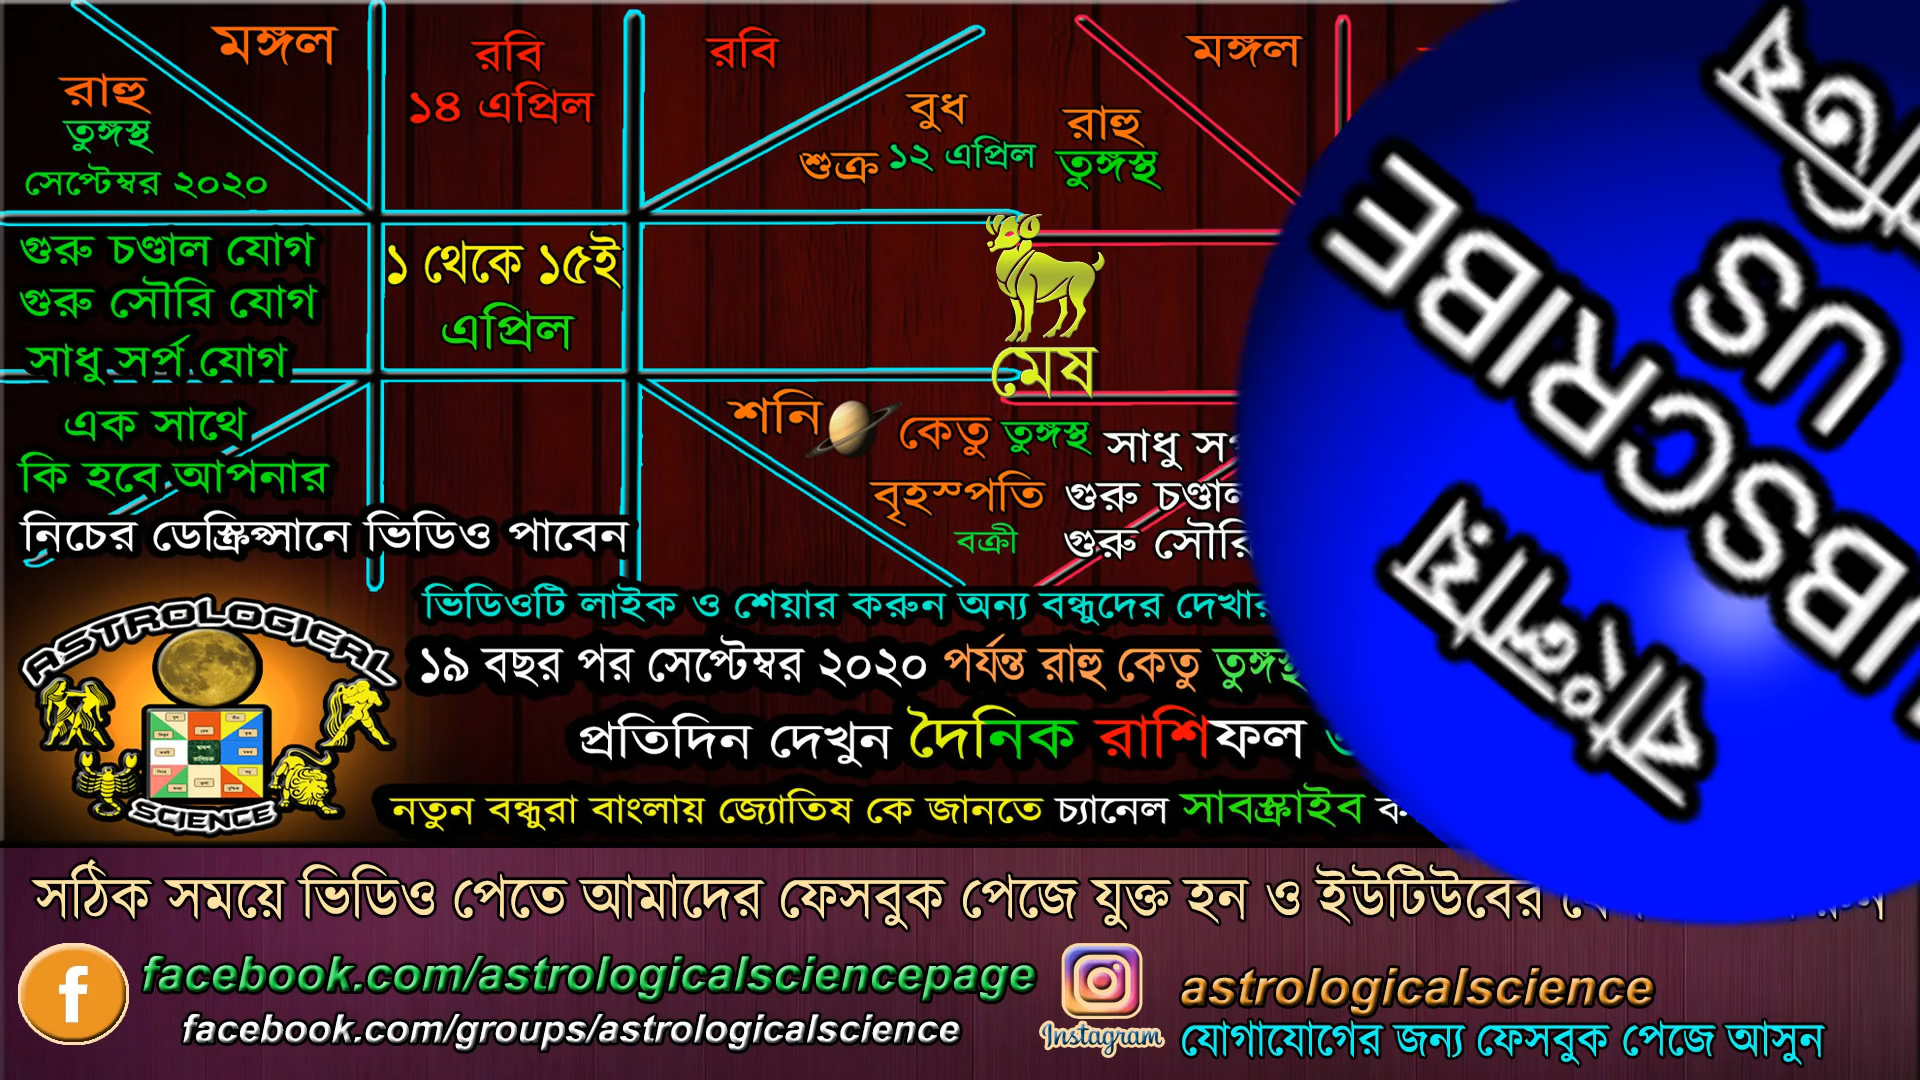 মঙ্গল
রবি
রবি
মঙ্গল
রাহু
১৪ এপ্রিল
বুধ
রাহু
তুঙ্গস্থ
শুক্র ১২ এপ্রিল
তুঙ্গস্থ
সেপ্টেম্বর ২০২০
গুরু চণ্ডাল যোগ
গুরু সৌরি যোগ
সাধু সর্প যোগ
এক সাথে
কি হবে আপনার
১ থেকে ১৫ই
এপ্রিল
মেষ
শনি
কেতু তুঙ্গস্থ
সাধু
বৃহস্পতি
গুরু
বক্রী
গুরু
নিচের ডেস্ক্রিপ্সানে ভিডিও পাবেন
ভিডিওটি লাইক ও শেয়ার করুন অন্য বন্ধুদের
১৯ বছর পর সেপ্টেম্বর ২০২০ পর্যন্ত রাহু কেতু তুঙ্গস্থ
প্রতিদিন দেখুন দৈনিক রাশিফল
নতুন বন্ধুরা বাংলায় জ্যোতিষ কে জানতে চ্যানেল সাবস্ক্রাইব
ASTROLOGICAL
SCIENCE
US
বাংলায়
সঠিক সময়ে ভিডিও পেতে আমাদের ফেসবুক পেজে যুক্ত হন ও ইউটিউবের
facebook.com/astrologicalsciencepage
facebook.com/groups/astrologicalscience
Instagram
astrologicalscience
যোগাযোগের জন্য ফেসবুক পেজে আসুন